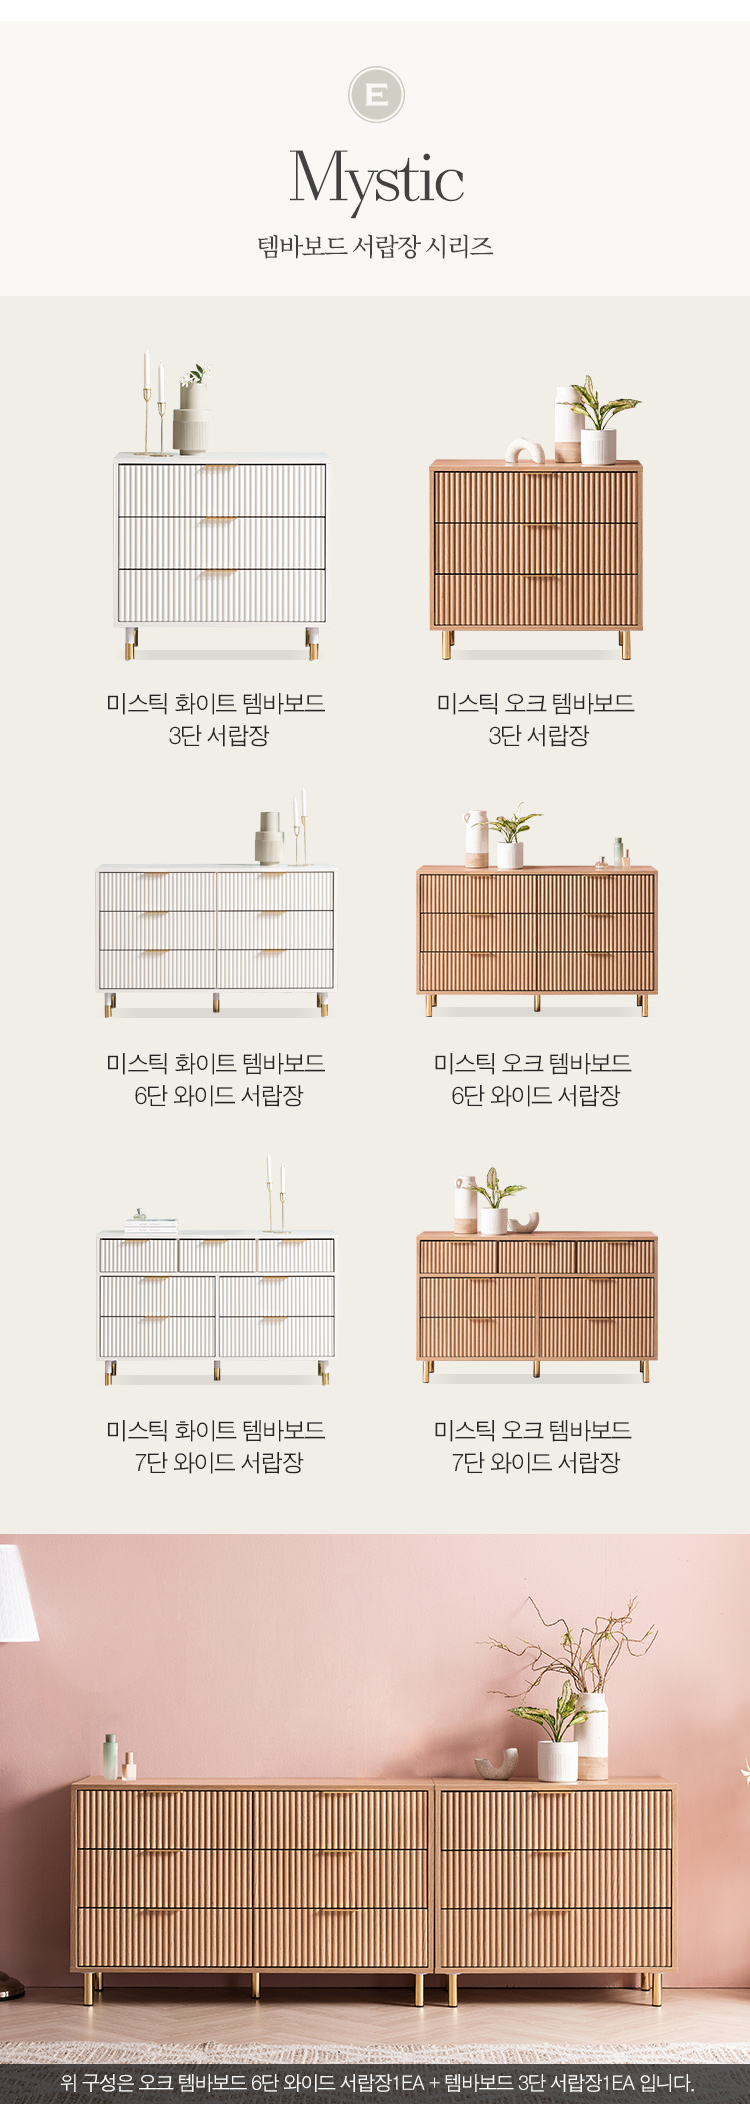 E
Mystic
템바보드 서랍장 시리즈
미스틱 화이트 템바보드
3단 서랍장
미스틱 오크 템바보드
3단 서랍장
미스틱 화이트 템바보드
6단 와이드 서랍장
미스틱 오크 템바보드
6단 와이드 서랍장
미스틱 화이트 템바보드
7단 와이드 서랍장
미스틱 오크 템바보드
7단 와이드 서랍장
위 구성은 오크 템바보드 6단 와이드 서랍장1EA + 템바보드 3단 서랍장1EA 입니다.